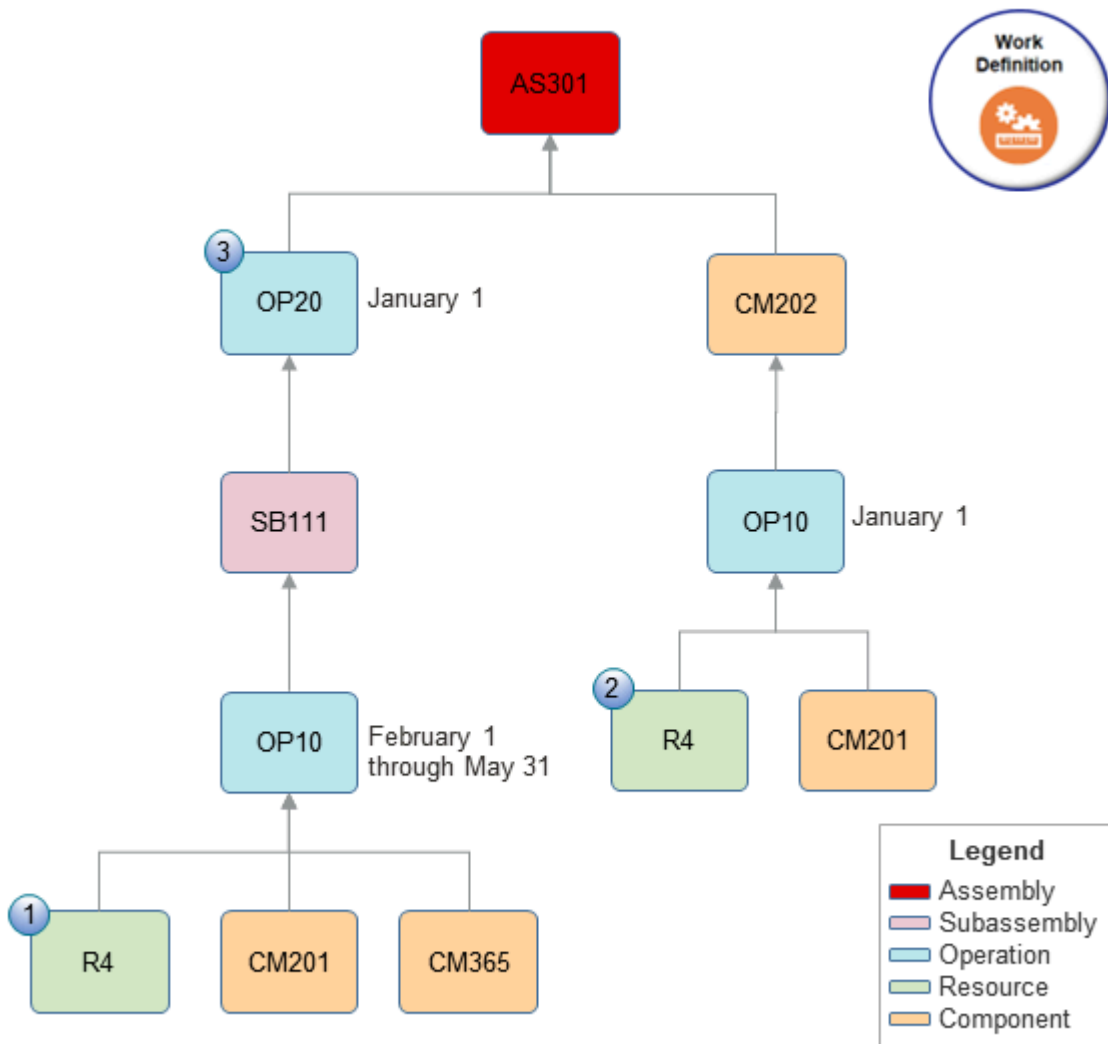 Work
Definition
AS301
3
OP20
January 1
CM202
SB111
OP10
January 1
OP10
February 1
through May 31
2
R4
CM201
1
R4
CM201
CM365
Legend
Assembly
Subassembly
Operation
Resource
Component